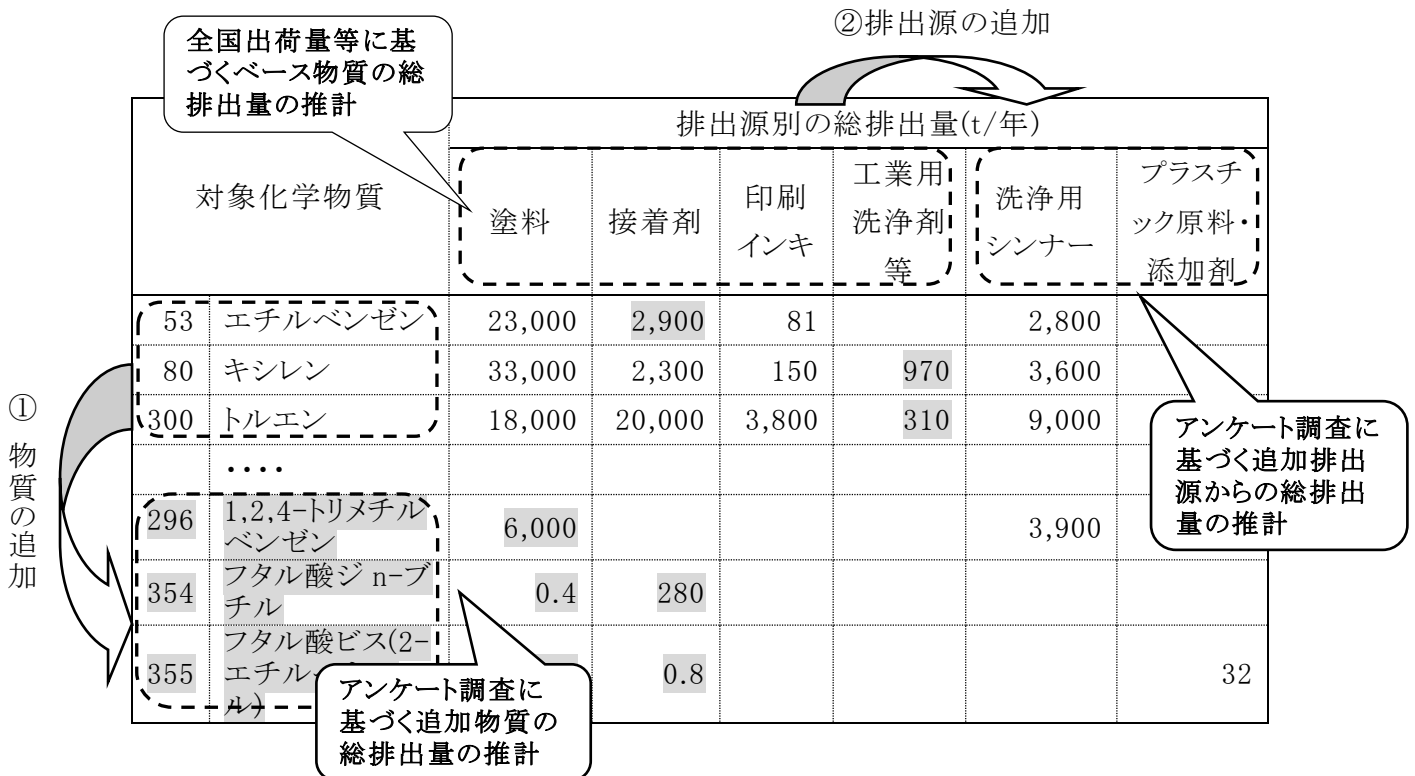 ②排出源の追加
全国出荷量等に基
づくベース物質の総
排出量の推計
排出源別の総排出量(t/年)
対象化学物質
塗料
接着剤
印刷
インキ
工業用
洗浄剤
等
洗浄用
シンナー
プラスチ
ック原料・
添加剤
53 エチルベンゼン 23,000 2,900 81 2,800
80 キシレン 33,000 2,300 150 970 3,600
300 トルエン 18,000 20,000 3,800 310 9,000
・・・・
296 1,2,4-トリメチル
ベンゼン 6,000 3,900
354 フタル酸ジ n-ブ
チル 0.4 280
355 フタル酸ビス(2-
エチル
ル) 0.8 32
①
物質の追加
アンケート調査に
基づく追加排出
源からの総排出
量の推計
アンケート調査に
基づく追加物質の
総排出量の推計